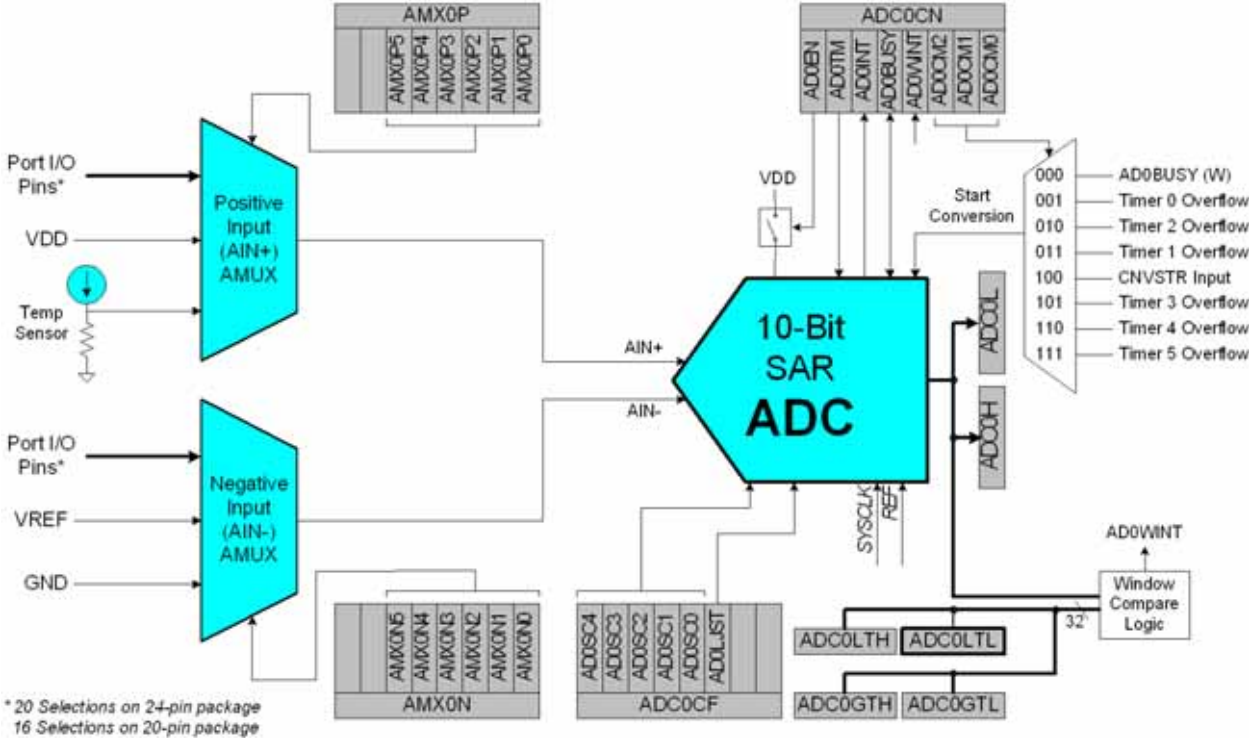 AMX0P
AMX0P5
AMX0P4
AMX0P3
AMX0P2
AMX0P1
AMX0P0
ADC0CN
AD0EN
AD0TM
AD0INT
AD0BUSY
AD0WINT
AD0CM2
AD0CM1
AD0CM0
Port I/O
Pins*
VDD
Temp
Sensor
Positive
Input
(AIN+)
AMUX
VDD
Start
Conversion
000
001
010
011
100
101
110
111
AD0BUSY (W)
Timer 0 Overflow
Timer 2 Overflow
Timer 1 Overflow
CNVSTR Input
Timer 3 Overflow
Timer 4 Overflow
Timer 5 Overflow
AIN+
AIN-
10-Bit
SAR
ADC
ADC0L
ADC0H
Port I/O
Pins*
VREF
GND
Negative
Input
(AIN-)
AMUX
SYSCLK
REF
AD0WINT
Window
Compare
Logic
32
AMX0N5
AMX0N4
AMX0N3
AMX0N2
AMX0N1
AMX0N0
AMX0N
AD0SC4
AD0SC3
AD0SC2
AD0SC1
AD0SC0
AD0LJST
ADC0CF
ADC0LTH
ADC0LTL
ADC0GTH
ADC0GTL
* 20 Selections on 24-pin package
16 Selections on 20-pin package